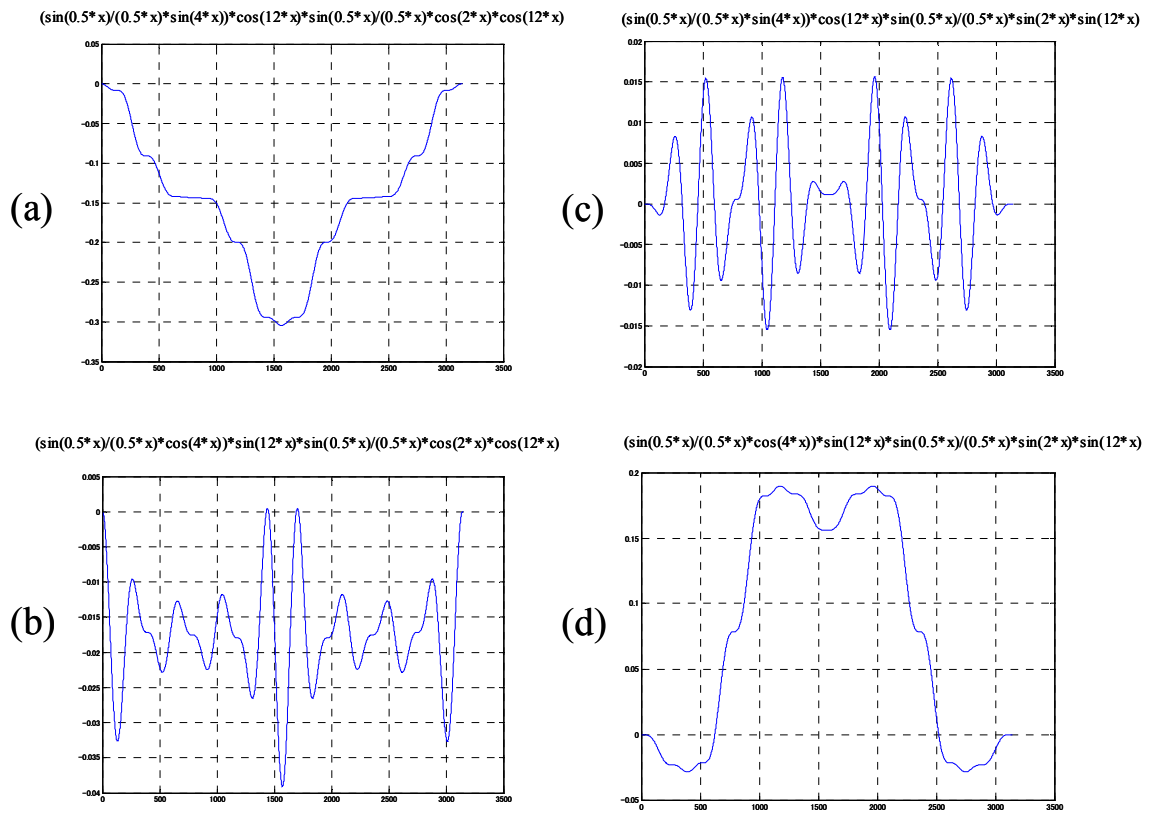 (sin(0.5*x)/(0.5*x)*sin(4*x))*cos(12*x)*sin(0.5*x)/(0.5*x)*cos(2*x)*cos(12*x)
0.05
0
−0.05
−0.1
−0.15
−0.2
−0.25
−0.3
−0.35
0 500 1000 1500 2000 2500 3000 3500
(a)
(sin(0.5*x)/(0.5*x)*sin(4*x))*cos(12*x)*sin(0.5*x)/(0.5*x)*sin(2*x)*sin(12*x)
0.02
0.015
0.01
0.005
0
−0.005
−0.01
−0.015
−0.02
0 500 1000 1500 2000 2500 3000 3500
(c)
(sin(0.5*x)/(0.5*x)*cos(4*x))*sin(12*x)*sin(0.5*x)/(0.5*x)*cos(2*x)*cos(12*x)
0.005
0
−0.005
−0.01
−0.015
−0.02
−0.025
−0.03
−0.035
−0.04
0 500 1000 1500 2000 2500 3000 3500
(b)
(sin(0.5*x)/(0.5*x)*cos(4*x))*sin(12*x)*sin(0.5*x)/(0.5*x)*sin(2*x)*sin(12*x)
0.2
0.15
0.1
0.05
0
−0.05
0 500 1000 1500 2000 2500 3000 3500
(d)